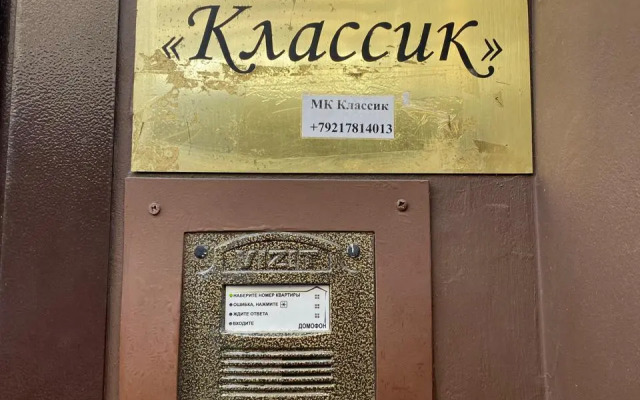 «Классик»
МК Классик
+79217814013
VIZIT
НАБЕРИТЕ НОМЕР КВАРТИРЫ
ОШИБКА, НАЖМИТЕ *
ЖДИТЕ ОТВЕТА
ВХОДИТЕ
ДОМОФОН